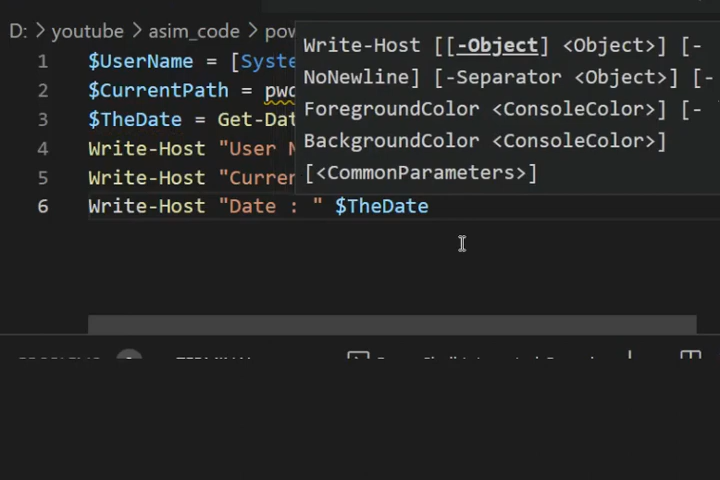 D: > youtube > asim_code > pow
1 $UserName = [Syste
2 $CurrentPath = pwd
3 $TheDate = Get-Dat
4 Write-Host "User N
5 Write-Host "Curren
6 Write-Host "Date : " $TheDate
Write-Host [[-Object] <Object>] [-
NoNewline] [-Separator <Object>] [-
ForegroundColor <ConsoleColor>] [-
BackgroundColor <ConsoleColor>]
[<CommonParameters>]